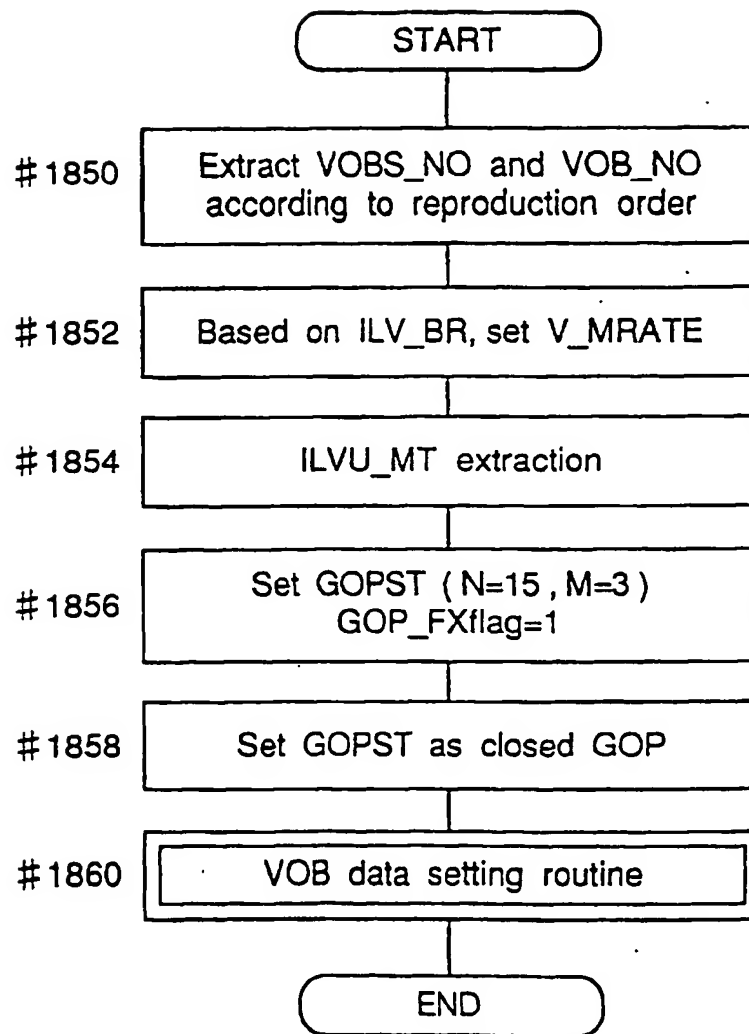 START
#1850
Extract VOBS_NO and VOB_NO
according to reproduction order
#1852
Based on ILV_BR, set V_MRATE
#1854
ILVU_MT extraction
#1856
Set GOPST (N=15, M=3)
GOP_FXflag=1
#1858
Set GOPST as closed GOP
#1860
VOB data setting routine
END